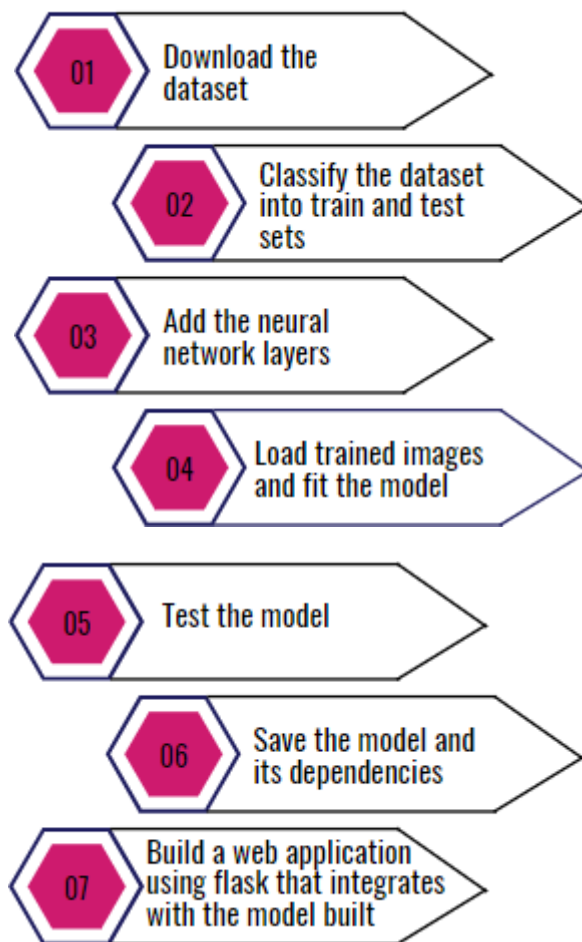 01
Download the
dataset
02
Classify the dataset
into train and test
sets
03
Add the neural
network layers
04
Load trained images
and fit the model
05
Test the model
06
Save the model and
its dependencies
07
Build a web application
using flask that integrates
with the model built